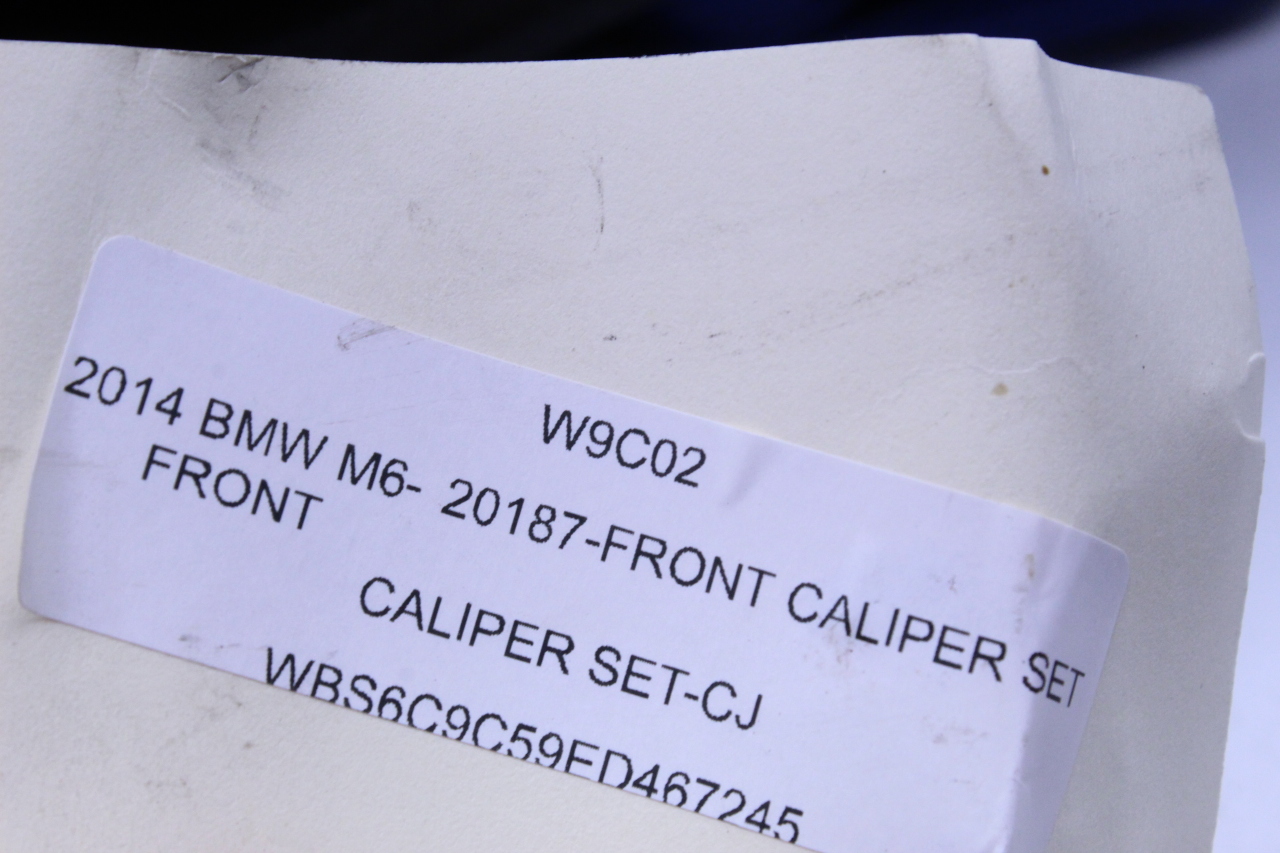 W9C02
2014 BMW M6- 20187-FRONT CALIPER SET
FRONT
CALIPER SET-CJ
WBS6C9C59ED467245